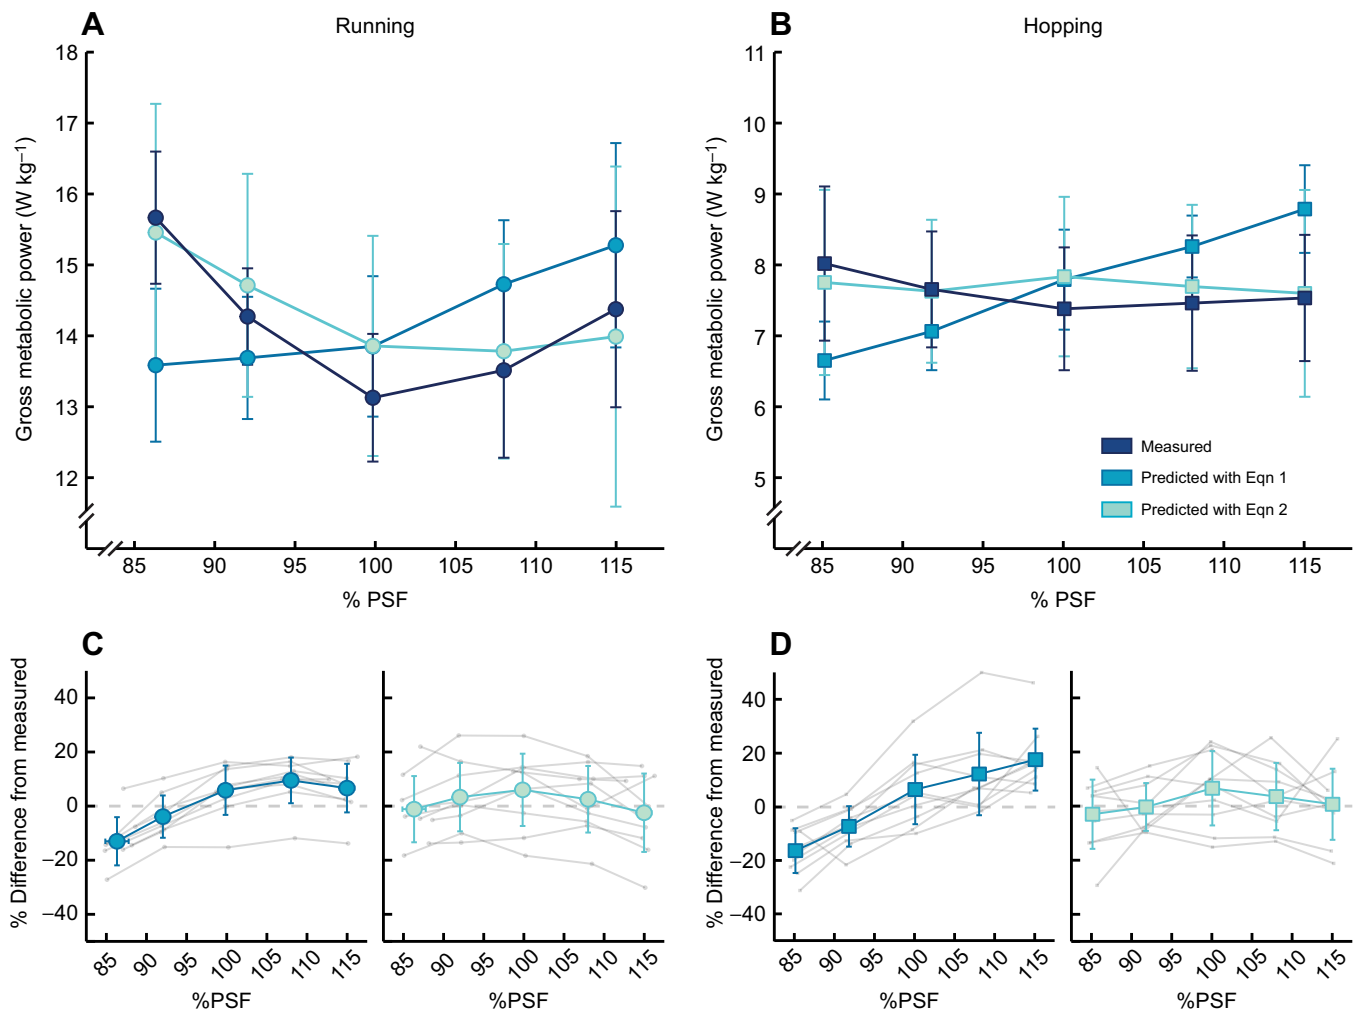 A
Running
18
17
16
15
14
13
12
Gross metabolic power (W kg⁻¹)
85 90 95 100 105 110 115
% PSF
B
Hopping
11
10
9
8
7
6
5
Gross metabolic power (W kg⁻¹)
Measured
Predicted with Eqn 1
Predicted with Eqn 2
85 90 95 100 105 110 115
% PSF
C
% Difference from measured
40
20
0
–20
–40
85 90 95 100 105 110 115
%PSF
85 90 95 100 105 110 115
%PSF
D
% Difference from measured
40
20
0
–20
–40
85 90 95 100 105 110 115
%PSF
85 90 95 100 105 110 115
%PSF